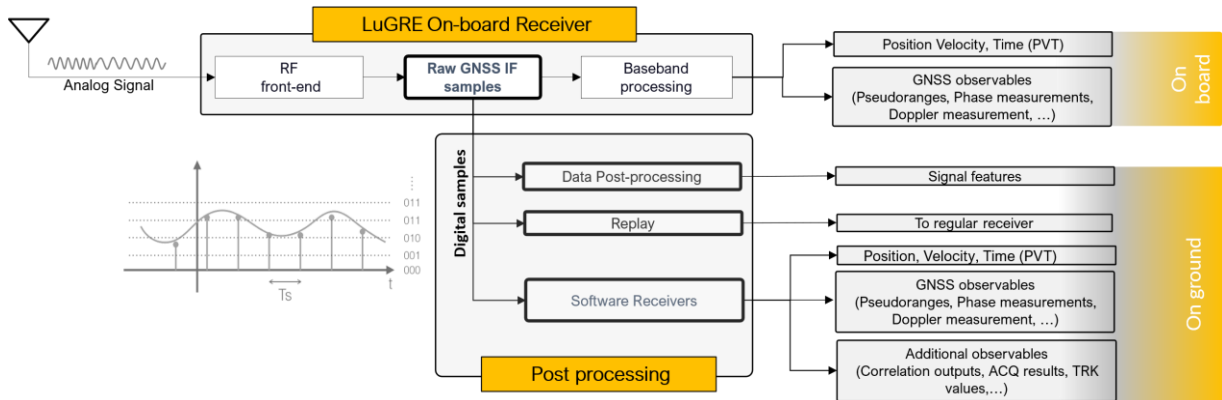 LuGRE On-board Receiver
Analog Signal
RF
front-end
Raw GNSS IF
samples
Baseband
processing
Position Velocity, Time (PVT)
GNSS observables
(Pseudoranges, Phase measurements,
Doppler measurement, ...)
On
board
Digital samples
Data Post-processing
Signal features
Replay
To regular receiver
Software Receivers
Position, Velocity, Time (PVT)
GNSS observables
(Pseudoranges, Phase measurements,
Doppler measurement, ...)
Additional observables
(Correlation outputs, ACQ results, TRK
values,...)
On ground
Post processing
⋮
011
011
010
001
000
t
Ts